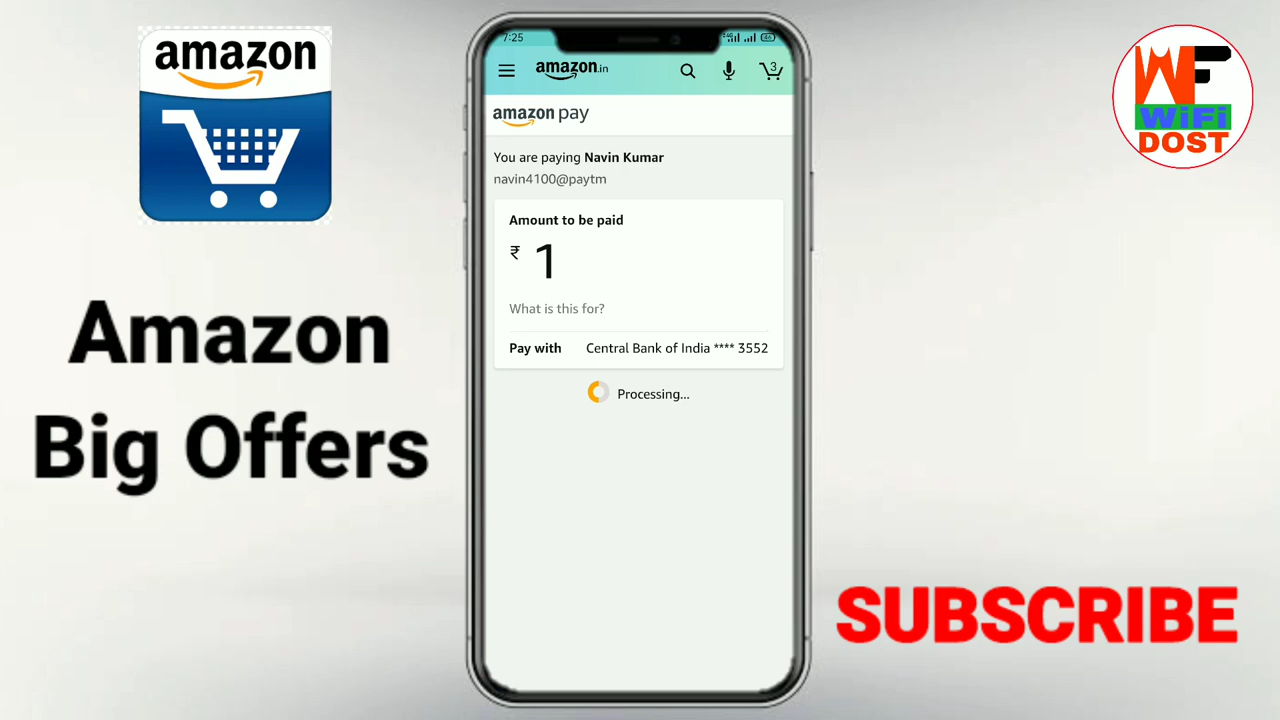 amazon
Amazon
Big Offers
7:25
amazon.in
3
amazon pay
You are paying Navin Kumar
navin4100@paytm
Amount to be paid
₹ 1
What is this for?
Pay with Central Bank of India **** 3552
Processing...
WF
WiFi
DOST
SUBSCRIBE